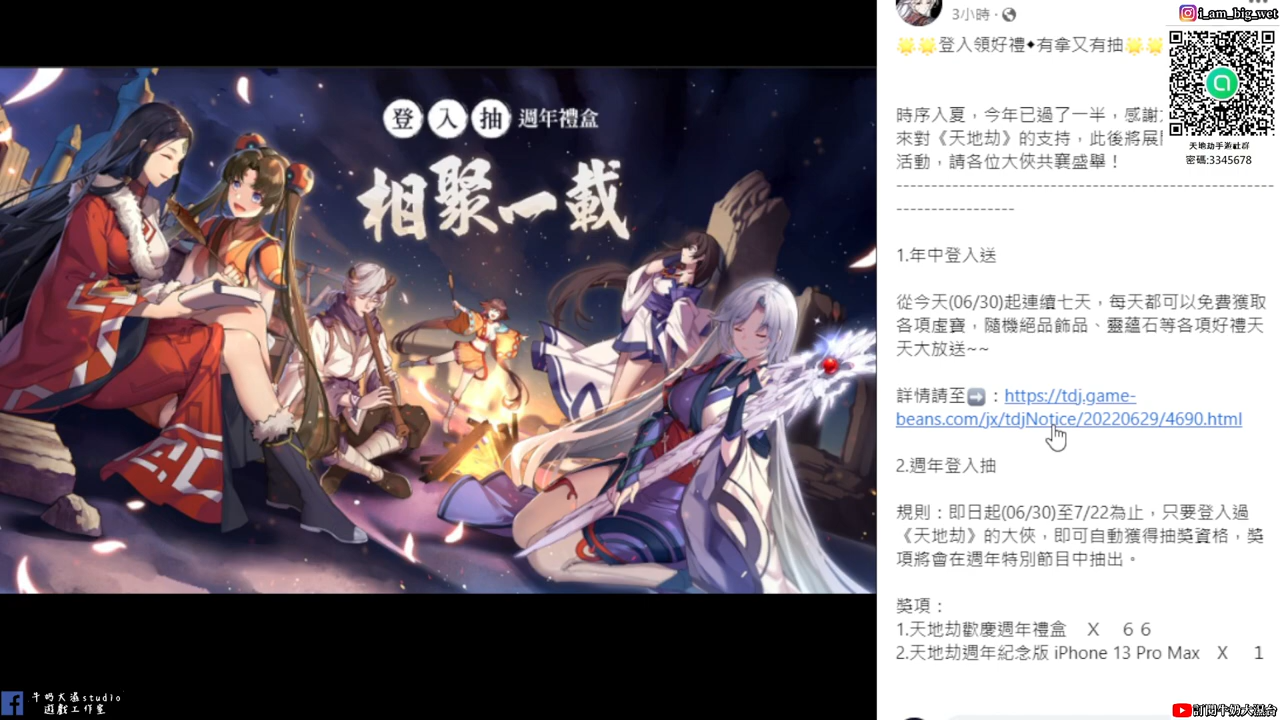 登入抽 週年禮盒
相聚一載
3小時
🌟🌟登入領好禮◆有拿又有抽🌟🌟
時序入夏，今年已過了一半，感謝
來對《天地劫》的支持，此後將展
活動，請各位大俠共襄盛舉！
-----------------------------------------------------
-----------------
1.年中登入送
從今天(06/30)起連續七天，每天都可以免費獲取
各項虛寶，隨機絕品飾品、靈蘊石等各項好禮天
天大放送~~
詳情請至➡️：https://tdj.game-
beans.com/jx/tdjNotice/20220629/4690.html
2.週年登入抽
規則：即日起(06/30)至7/22為止，只要登入過
《天地劫》的大俠，即可自動獲得抽獎資格，獎
項將會在週年特別節目中抽出。
獎項：
1.天地劫歡慶週年禮盒　X　６６
2.天地劫週年紀念版 iPhone 13 Pro Max　X　1
i_am_big_wet
天地劫手游社群
密碼:3345678
牛奶大濕studio
遊戲工作室
訂閱牛奶大濕台